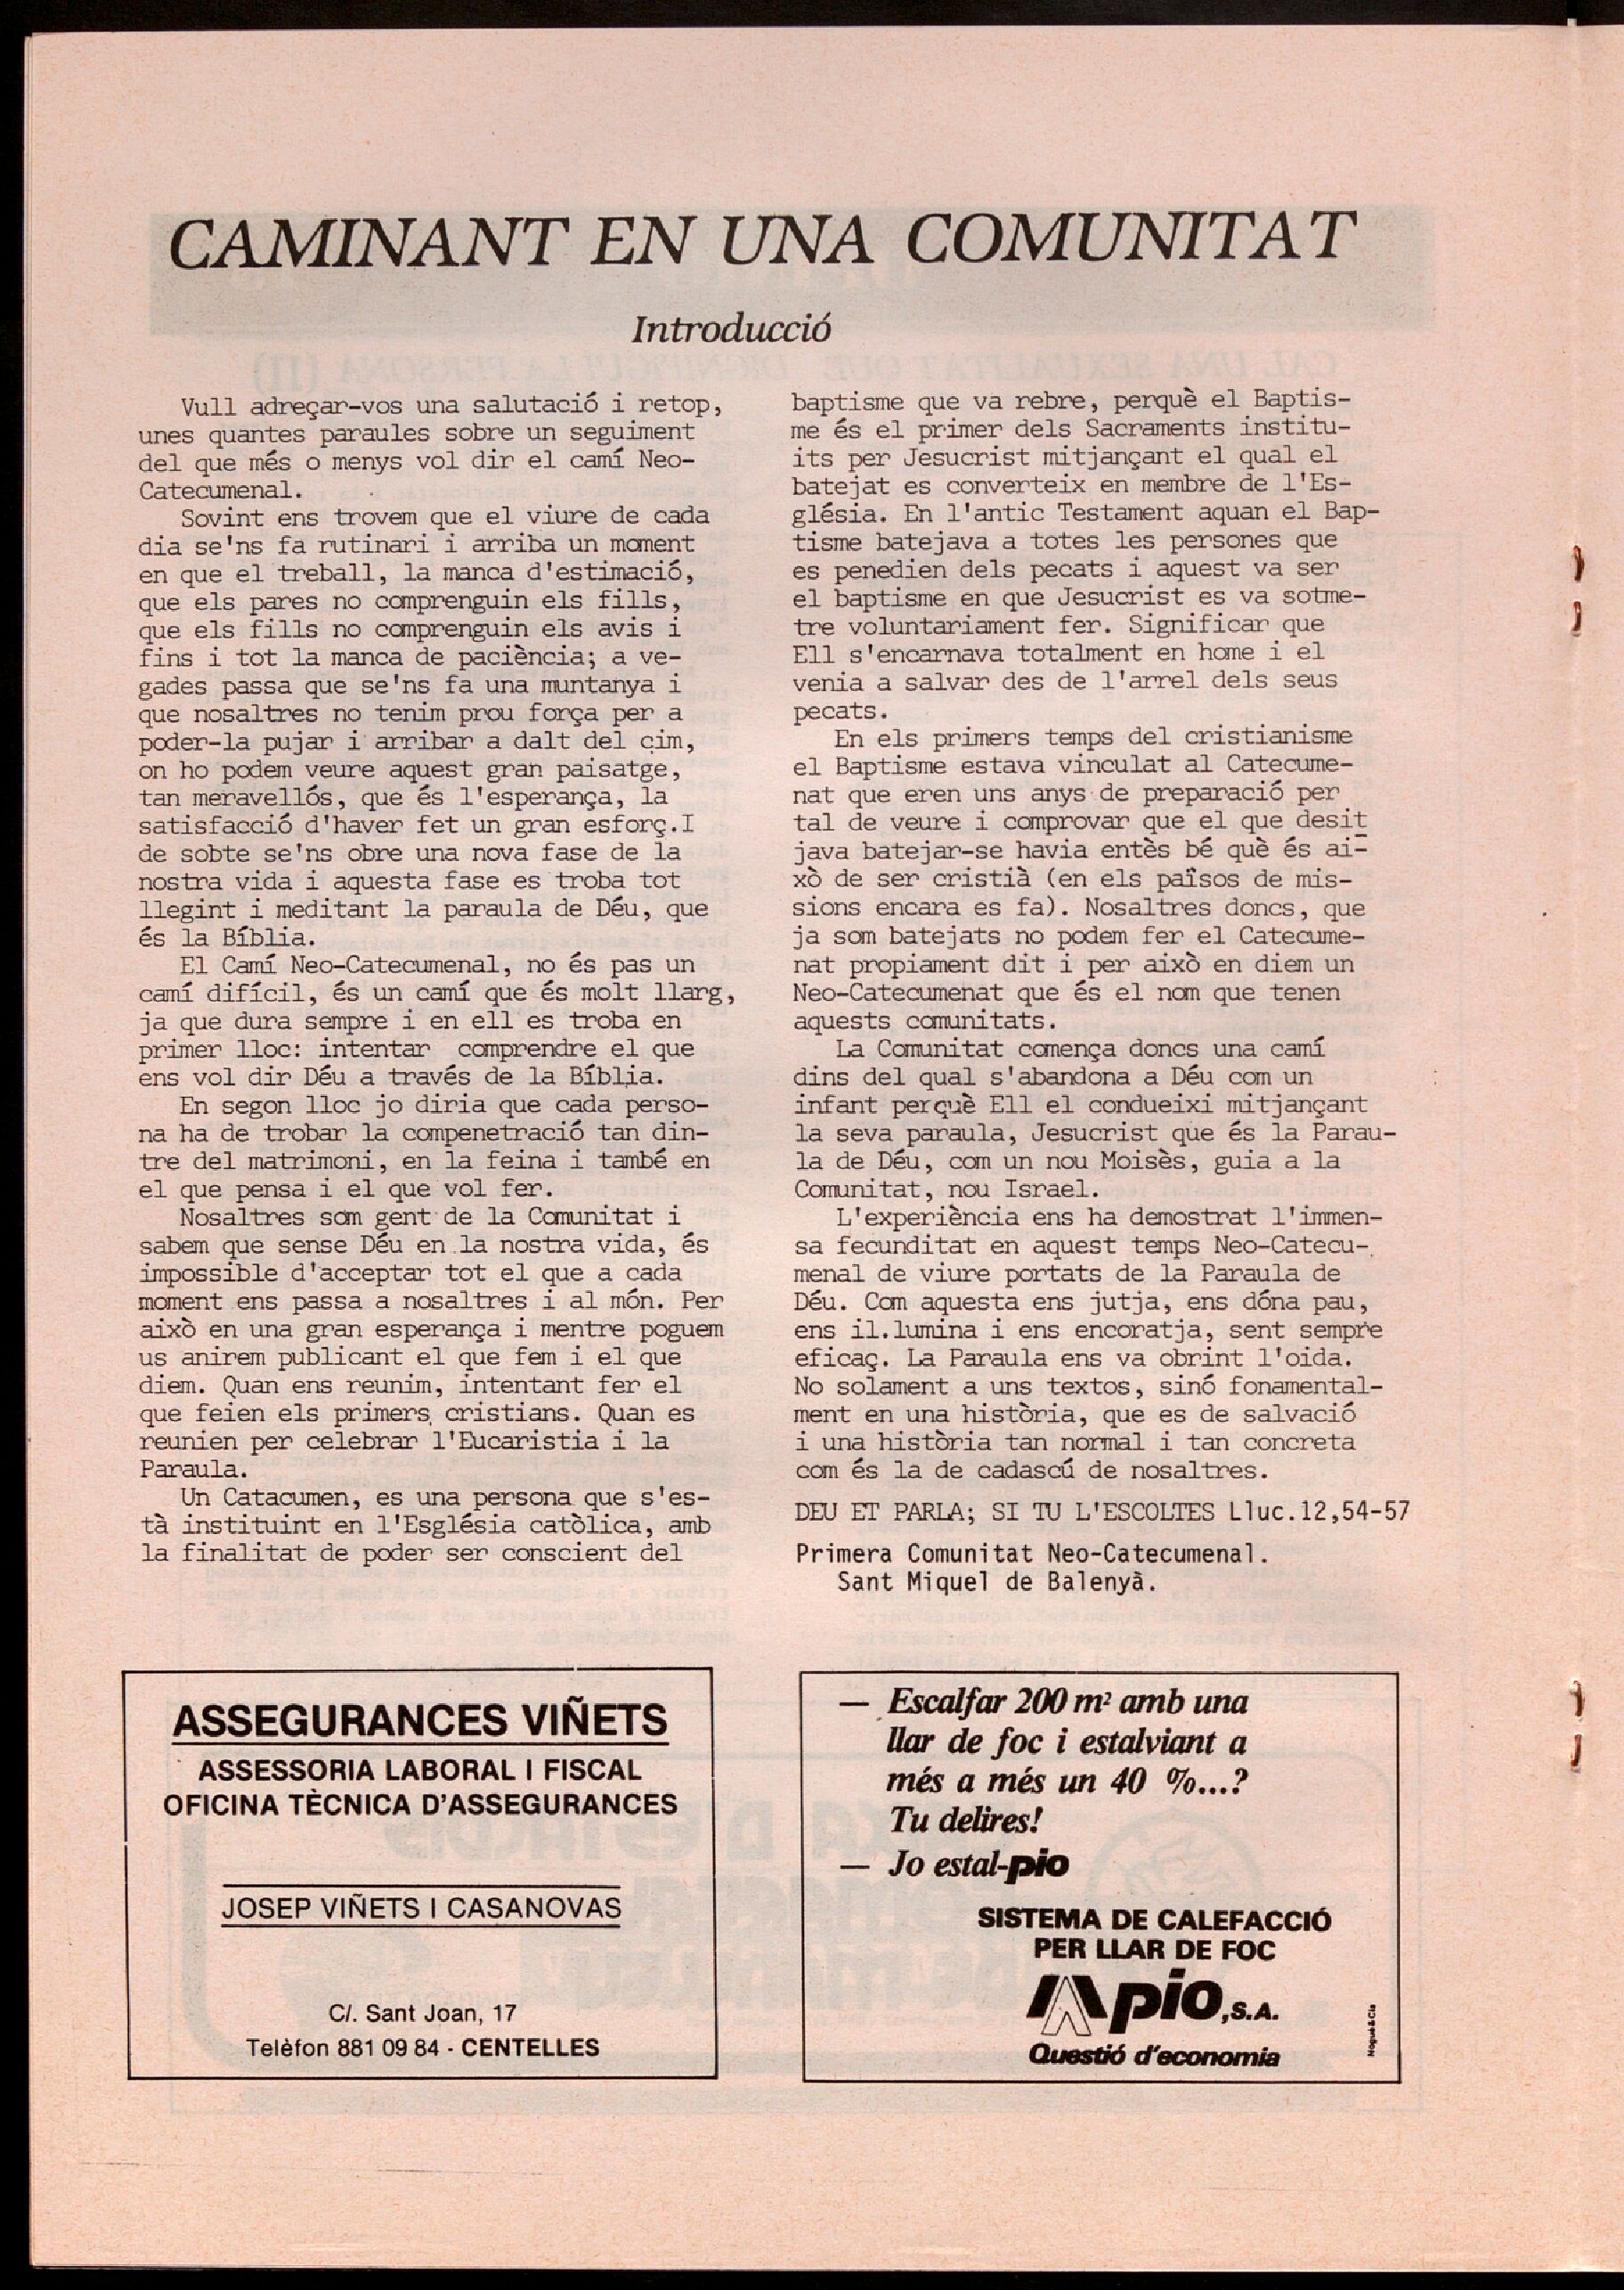 CAMINANT EN UNA COMUNITAT
Introducció
Vull adreçar-vos una salutació i retop,
unes quantes paraules sobre un seguiment
del que més o menys vol dir el camí Neo-
Catecumenal.
Sovint ens trovem que el viure de cada
dia se'ns fa rutinari i arriba un moment
en que el treball, la manca d'estimació,
que els pares no comprenguin els fills,
que els fills no comprenguin els avis i
fins i tot la manca de paciència; a ve-
gades passa que se'ns fa una muntanya i
que nosaltres no tenim prou força per a
poder-la pujar i arribar a dalt del cim,
on ho podem veure aquest gran paisatge,
tan meravellós, que és l'esperança, la
satisfacció d'haver fet un gran esforç.I
de sobte se'ns obre una nova fase de la
nostra vida i aquesta fase es troba tot
llegint i meditant la paraula de Déu, que
és la Bíblia.
El Camí Neo-Catecumenal, no és pas un
camí difícil, és un camí que és molt llarg,
ja que dura sempre i en ell es troba en
primer lloc: intentar comprendre el que
ens vol dir Déu a través de la Bíblia.
En segon lloc jo diria que cada perso-
na ha de trobar la compenetració tan din-
tre del matrimoni, en la feina i també en
el que pensa i el que vol fer.
Nosaltres som gent de la Comunitat i
sabem que sense Déu en la nostra vida, és
impossible d'acceptar tot el que a cada
moment ens passa a nosaltres i al món. Per
això en una gran esperança i mentre poguem
us anirem publicant el que fem i el que
diem. Quan ens reunim, intentant fer el
que feien els primers cristians. Quan es
reunien per celebrar l'Eucaristia i la
Paraula.
Un Catacumen, es una persona que s'es-
tà instituint en l'Església catòlica, amb
la finalitat de poder ser conscient del
baptisme que va rebre, perquè el Baptis-
me és el primer dels Sacraments institu-
its per Jesucrist mitjançant el qual el
batejat es converteix en membre de l'Es-
glésia. En l'antic Testament aquan el Bap-
tisme batejava a totes les persones que
es penedien dels pecats i aquest va ser
el baptisme en que Jesucrist es va sotme-
tre voluntariament fer. Significar que
Ell s'encarnava totalment en home i el
venia a salvar des de l'arrel dels seus
pecats.
En els primers temps del cristianisme
el Baptisme estava vinculat al Catecume-
nat que eren uns anys de preparació per
tal de veure i comprovar que el que desit
java batejar-se havia entès bé què és ai-
xò de ser cristià (en els països de mis-
sions encara es fa). Nosaltres doncs, que
ja som batejats no podem fer el Catecume-
nat propiament dit i per això en diem un
Neo-Catecumenat que és el nom que tenen
aquests comunitats.
La Comunitat comença doncs una camí
dins del qual s'abandona a Déu com un
infant perquè Ell el condueixi mitjançant
la seva paraula, Jesucrist que és la Parau-
la de Déu, com un nou Moisès, guia a la
Comunitat, nou Israel.
L'experiència ens ha demostrat l'immen-
sa fecunditat en aquest temps Neo-Catecu-
menal de viure portats de la Paraula de
Déu. Com aquesta ens jutja, ens dóna pau,
ens il.lumina i ens encoratja, sent sempre
eficaç. La Paraula ens va obrint l'oida.
No solament a uns textos, sinó fonamental-
ment en una història, que es de salvació
i una història tan normal i tan concreta
com és la de cadascú de nosaltres.
DEU ET PARLA; SI TU L'ESCOLTES Lluc.12,54-57
Primera Comunitat Neo-Catecumenal.
Sant Miquel de Balenyà.
ASSEGURANCES VIÑETS
ASSESSORIA LABORAL I FISCAL
OFICINA TÈCNICA D'ASSEGURANCES
JOSEP VIÑETS I CASANOVAS
C/. Sant Joan, 17
Telèfon 881 09 84 - CENTELLES
— Escalfar 200 m² amb una
llar de foc i estalviant a
més a més un 40 %...?
Tu delires!
— Jo estal-pio
SISTEMA DE CALEFACCIÓ
PER LLAR DE FOC
pio,S.A.
Questió d'economia
Nogué & Cia